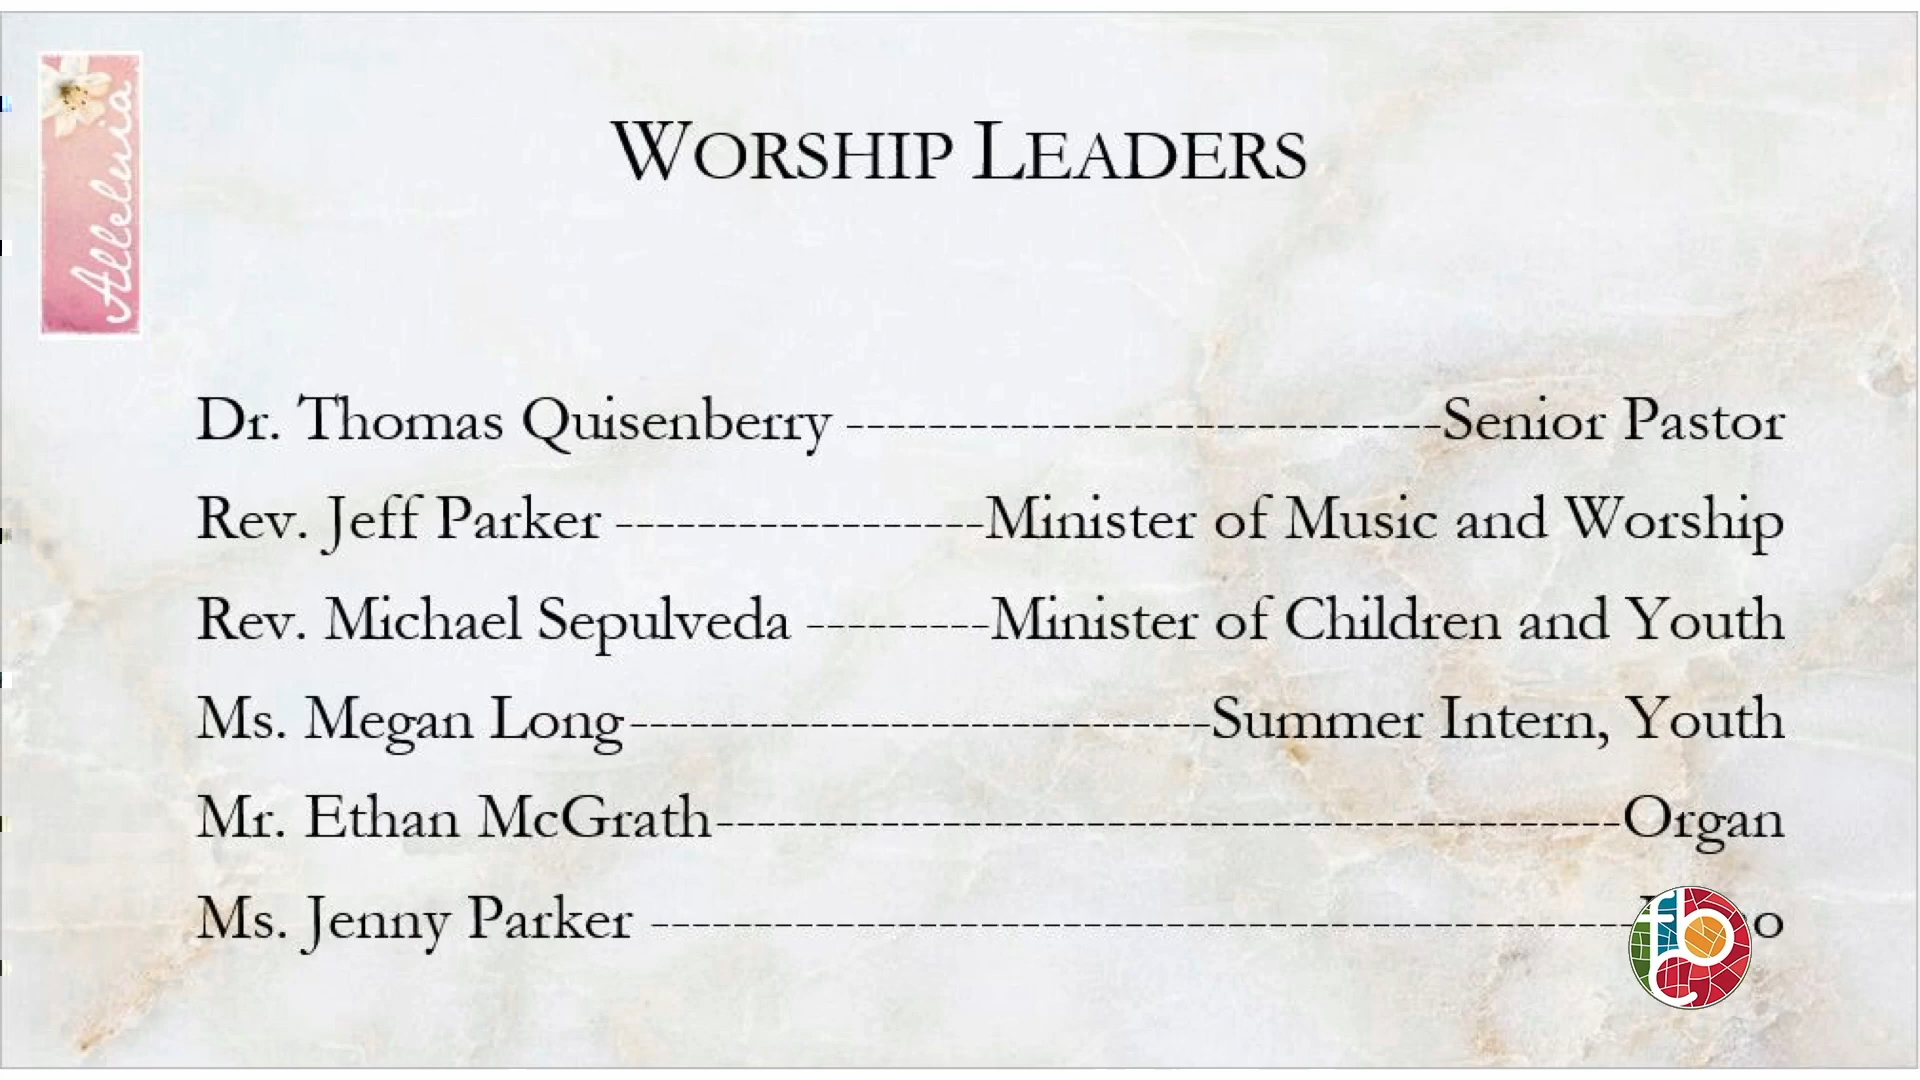 Alleluia
WORSHIP LEADERS
Dr. Thomas Quisenberry ----------------------------Senior Pastor
Rev. Jeff Parker -----------------Minister of Music and Worship
Rev. Michael Sepulveda ---------Minister of Children and Youth
Ms. Megan Long---------------------------Summer Intern, Youth
Mr. Ethan McGrath------------------------------------------Organ
Ms. Jenny Parker ----------------------------------------------
fbc